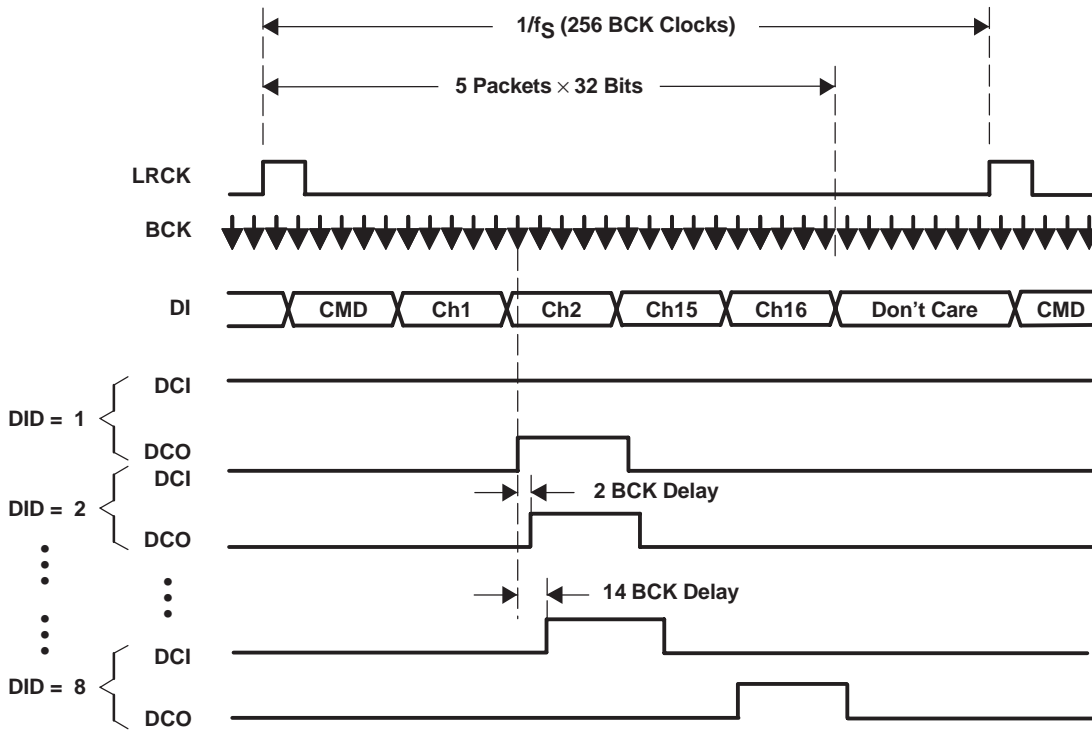 1/fS (256 BCK Clocks)
5 Packets × 32 Bits
LRCK
BCK
DI
CMD
Ch1
Ch2
Ch15
Ch16
Don't Care
CMD
DID = 1
DCI
DCO
DID = 2
DCI
2 BCK Delay
DCO
14 BCK Delay
DID = 8
DCI
DCO